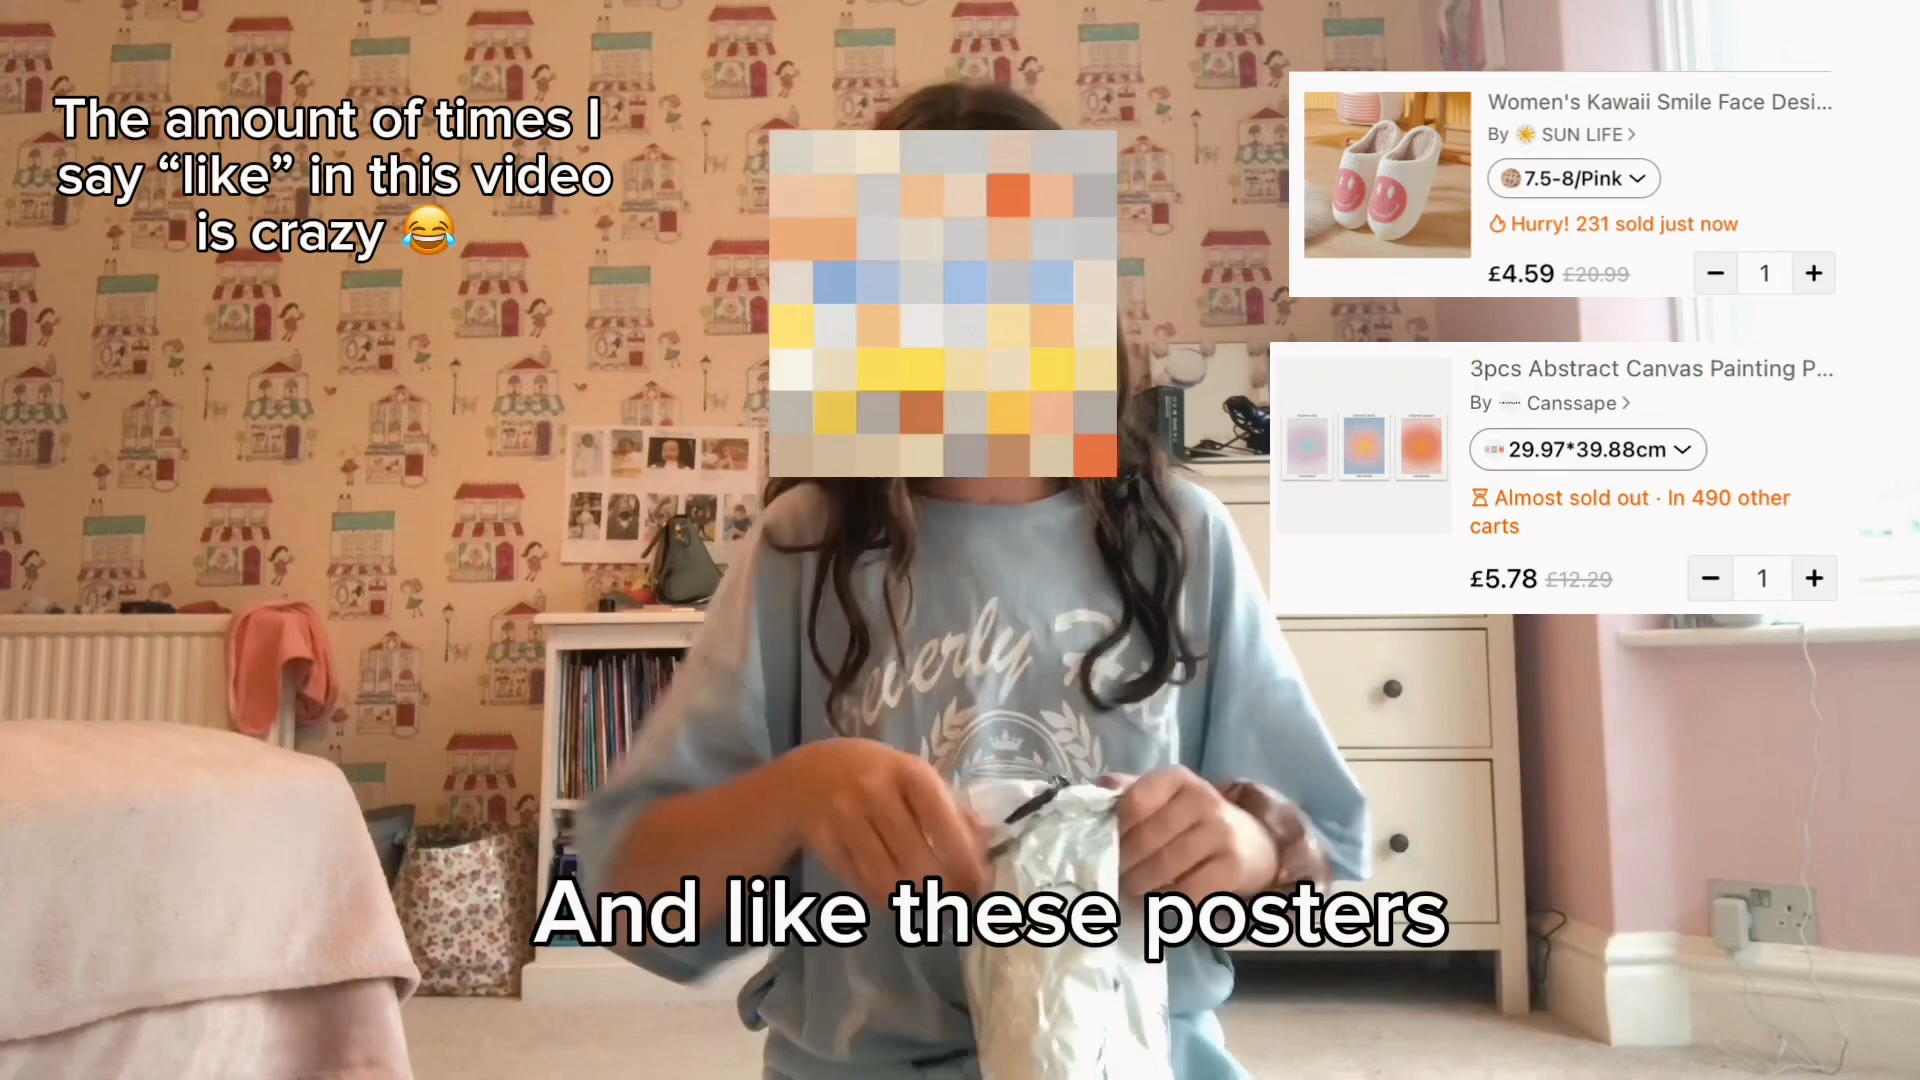 The amount of times I
say “like” in this video
is crazy 😂
Women's Kawaii Smile Face Desi...
By SUN LIFE >
7.5-8/Pink
Hurry! 231 sold just now
£4.59 £20.99
− 1 +
3pcs Abstract Canvas Painting P...
By Canssape >
29.97*39.88cm
Almost sold out · In 490 other
carts
£5.78 £12.29
− 1 +
And like these posters